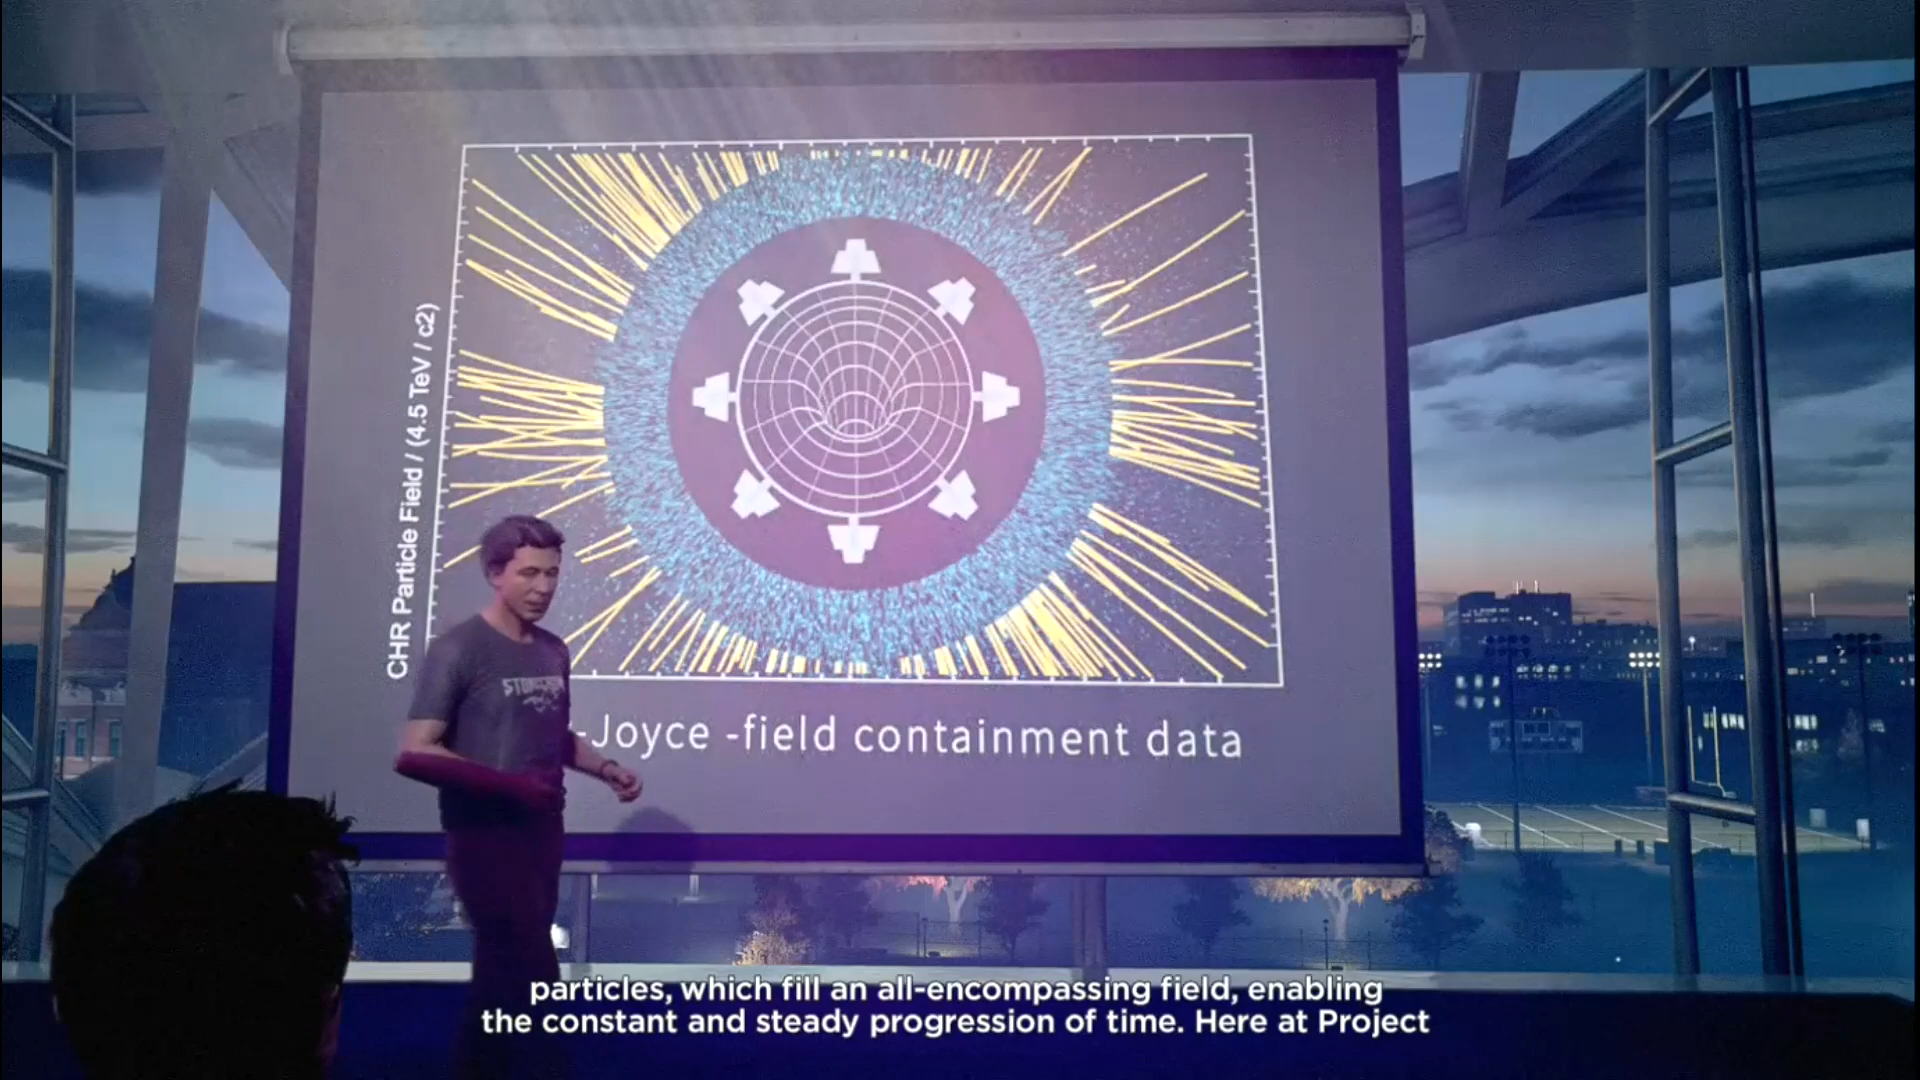 CHR Particle Field / (4.5 TeV / c2)
-Joyce -field containment data
particles, which fill an all-encompassing field, enabling
the constant and steady progression of time. Here at Project